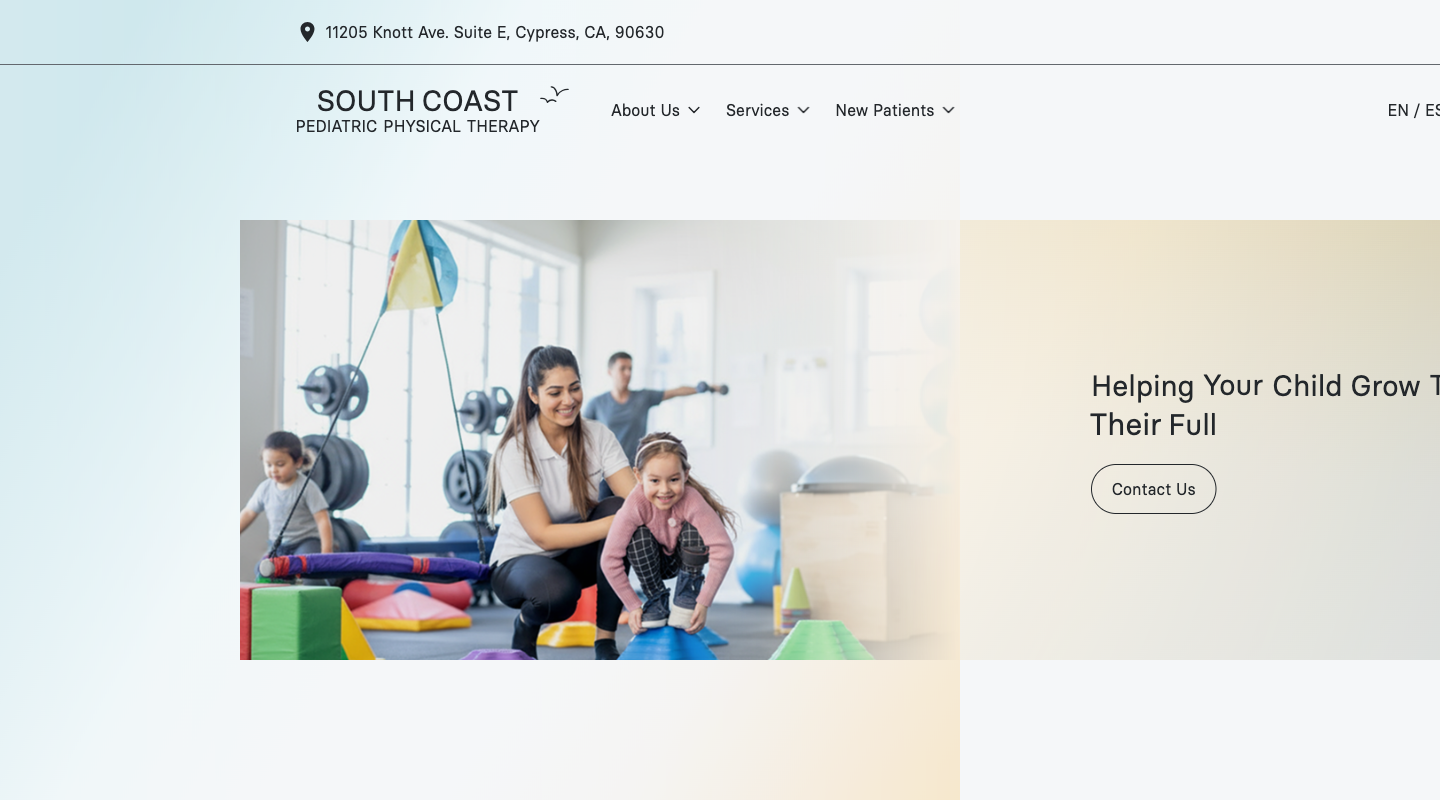 11205 Knott Ave. Suite E, Cypress, CA, 90630
SOUTH COAST
PEDIATRIC PHYSICAL THERAPY
About Us
Services
New Patients
EN / ES
Helping Your Child Grow
Their Full
Contact Us